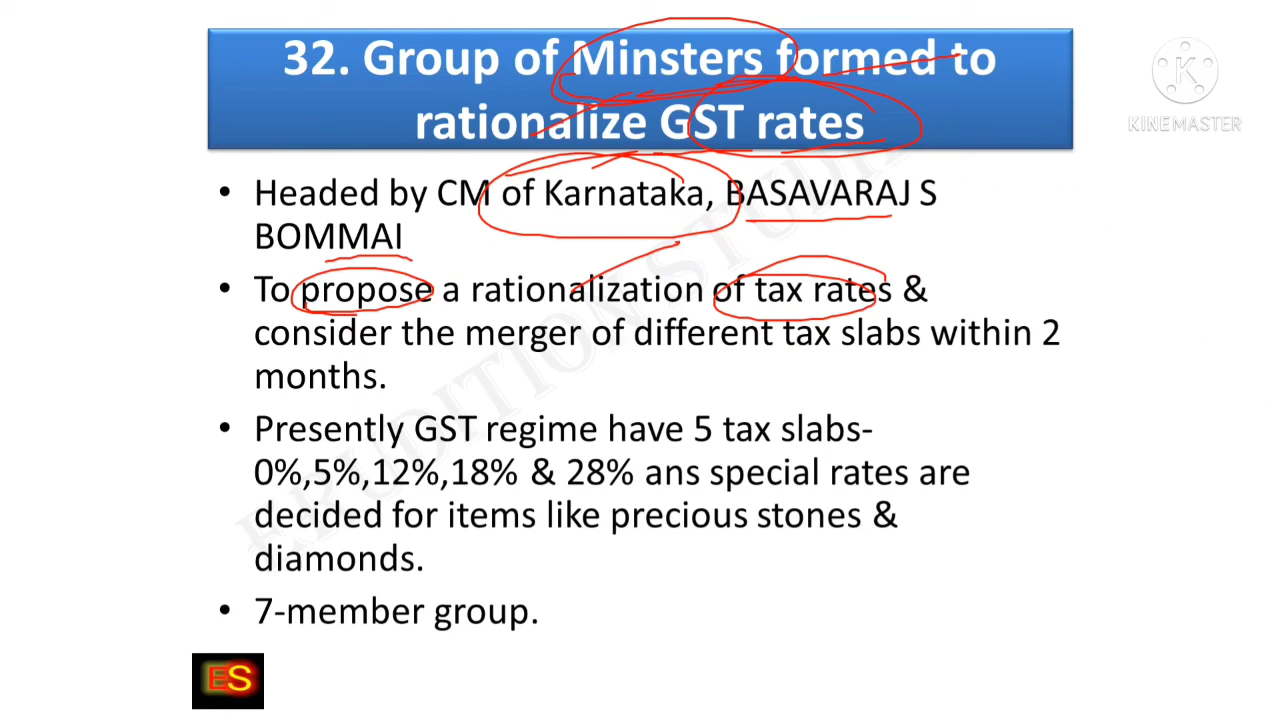 32. Group of Minsters formed to
rationalize GST rates
KINEMASTER
• Headed by CM of Karnataka, BASAVARAJ S
BOMMAI
• To propose a rationalization of tax rates &
consider the merger of different tax slabs within 2
months.
• Presently GST regime have 5 tax slabs-
0%,5%,12%,18% & 28% ans special rates are
decided for items like precious stones &
diamonds.
• 7-member group.
ERUDITION STUDY
ES